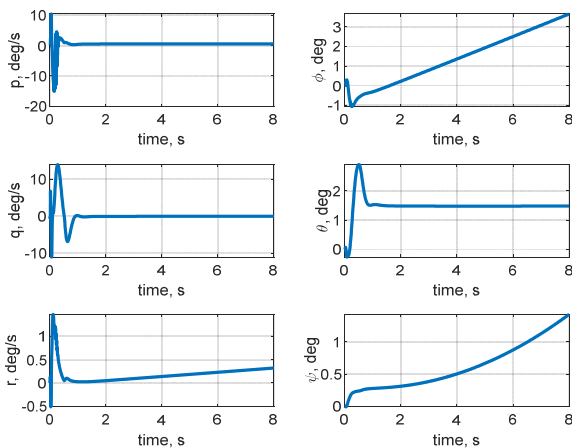 p, deg/s
10
0
-10
-20
0 2 4 6 8
time, s
ϕ, deg
3
2
1
0
-1
0 2 4 6 8
time, s
q, deg/s
10
0
-10
0 2 4 6 8
time, s
θ, deg
2
1
0
0 2 4 6 8
time, s
r, deg/s
1
0.5
0
-0.5
0 2 4 6 8
time, s
ψ, deg
1
0.5
0
0 2 4 6 8
time, s